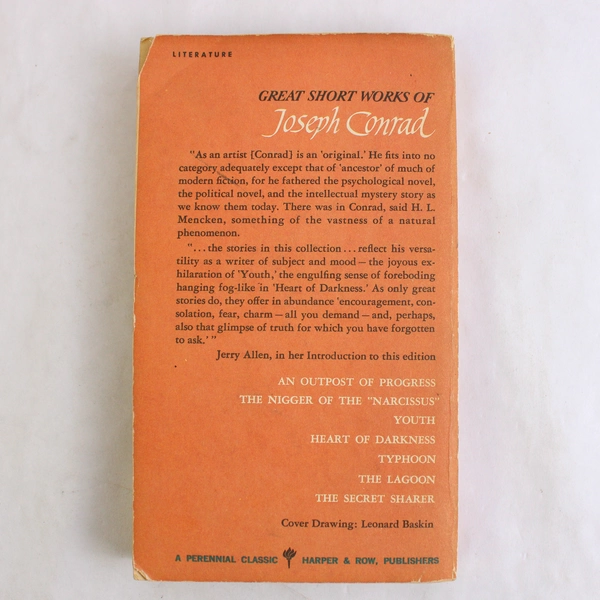 LITERATURE
GREAT SHORT WORKS OF
Joseph Conrad
"As an artist [Conrad] is an 'original.' He fits into no
category adequately except that of 'ancestor' of much of
modern fiction, for he fathered the psychological novel,
the political novel, and the intellectual mystery story as
we know them today. There was in Conrad, said H. L.
Mencken, something of the vastness of a natural
phenomenon.
"... the stories in this collection ... reflect his versa-
tility as a writer of subject and mood — the joyous ex-
hilaration of 'Youth,' the engulfing sense of foreboding
hanging fog-like in 'Heart of Darkness.' As only great
stories do, they offer in abundance 'encouragement, con-
solation, fear, charm — all you demand — and, perhaps,
also that glimpse of truth for which you have forgotten
to ask.' "
Jerry Allen, in her Introduction to this edition
AN OUTPOST OF PROGRESS
THE NIGGER OF THE "NARCISSUS"
YOUTH
HEART OF DARKNESS
TYPHOON
THE LAGOON
THE SECRET SHARER
Cover Drawing: Leonard Baskin
A PERENNIAL CLASSIC HARPER & ROW, PUBLISHERS